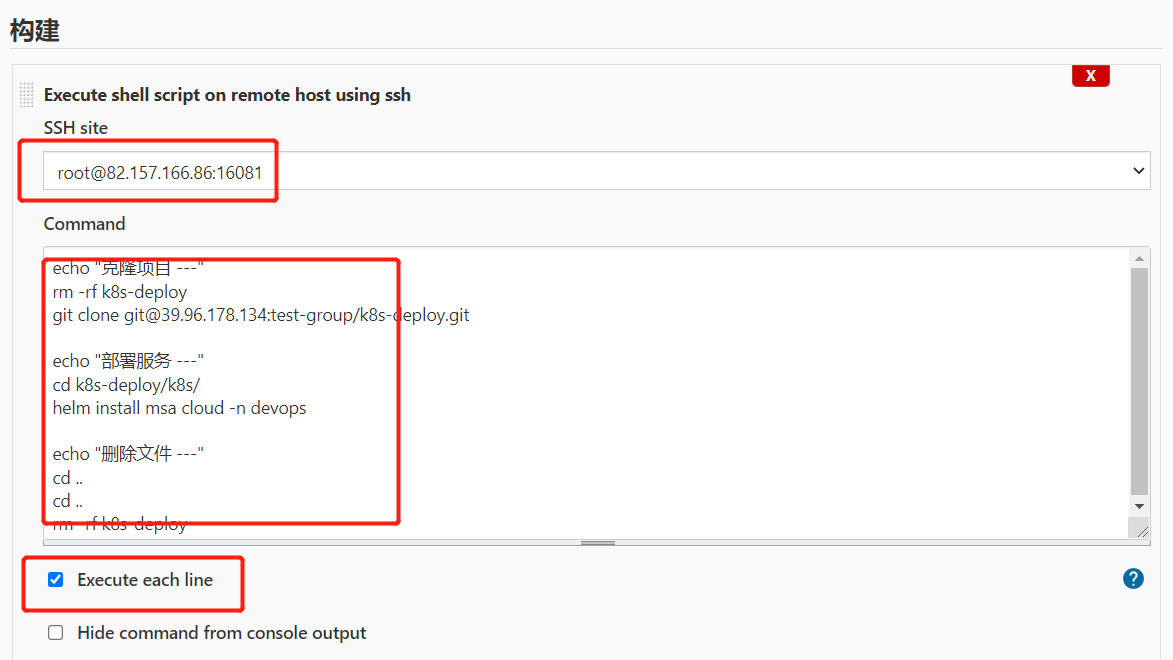 构建
X
Execute shell script on remote host using ssh
SSH site
root@82.157.166.86:16081
Command
echo "克隆项目 ---"
rm -rf k8s-deploy
git clone git@39.96.178.134:test-group/k8s-deploy.git
echo "部署服务 ---"
cd k8s-deploy/k8s/
helm install msa cloud -n devops
echo "删除文件 ---"
cd ..
cd ..
rm -rf k8s-deploy
Execute each line
?
Hide command from console output